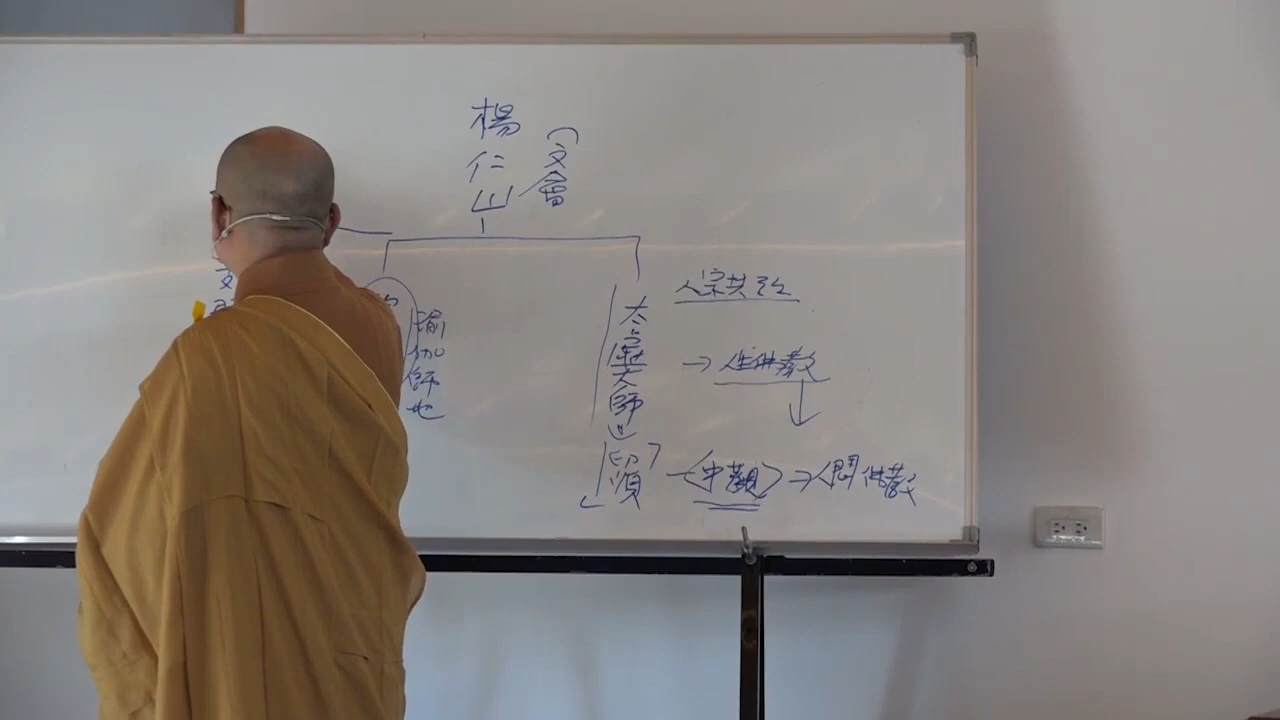 楊仁山
(文會)
瑜伽師地
太虛大師
印順
八宗共弘
→人生佛教
〈中觀〉→人間佛教